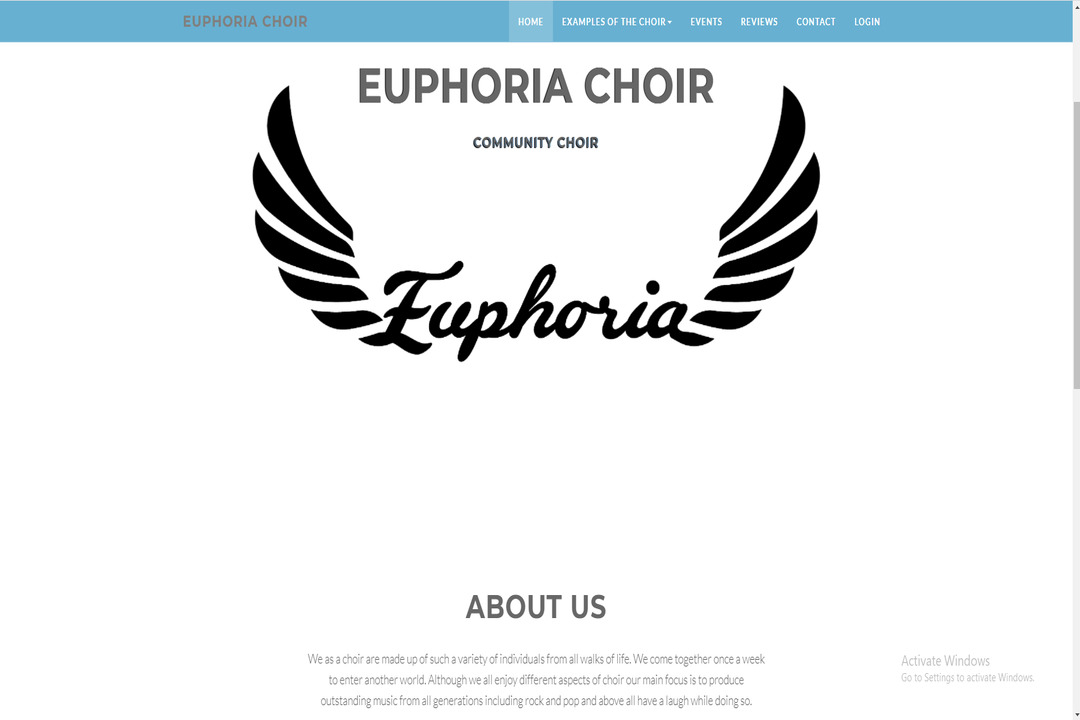 EUPHORIA CHOIR
HOME EXAMPLES OF THE CHOIR EVENTS REVIEWS CONTACT LOGIN
EUPHORIA CHOIR
COMMUNITY CHOIR
Euphoria
ABOUT US
We as a choir are made up of such a variety of individuals from all walks of life. We come together once a week
to enter another world. Although we all enjoy different aspects of choir our main focus is to produce
outstanding music from all generations including rock and pop and above all have a laugh while doing so.
Activate Windows
Go to Settings to activate Windows.